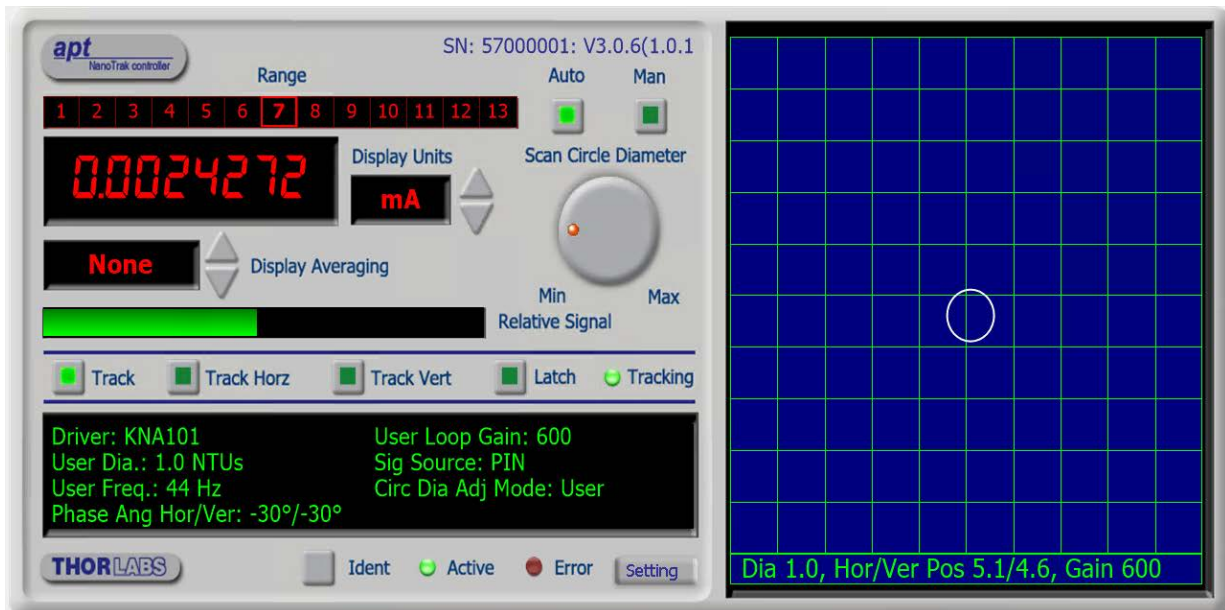 apt
NanoTrak controller
SN: 57000001: V3.0.6(1.0.1
Range
Auto Man
1 2 3 4 5 6 7 8 9 10 11 12 13
Display Units
Scan Circle Diameter
0.0024272
mA
None
Display Averaging
Min Max
Relative Signal
Track Track Horz Track Vert Latch Tracking
Driver: KNA101 User Loop Gain: 600
User Dia.: 1.0 NTUs Sig Source: PIN
User Freq.: 44 Hz Circ Dia Adj Mode: User
Phase Ang Hor/Ver: -30°/-30°
THORLABS Ident Active Error Setting
Dia 1.0, Hor/Ver Pos 5.1/4.6, Gain 600